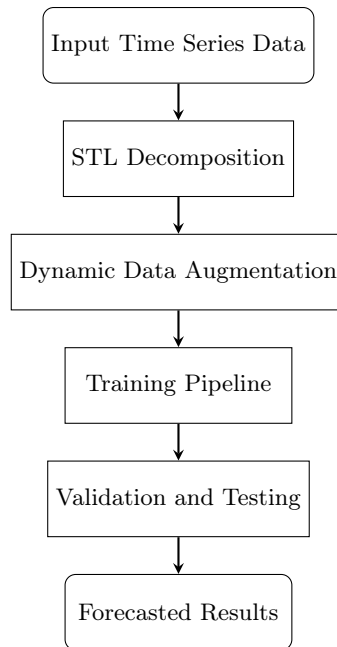 Input Time Series Data
STL Decomposition
Dynamic Data Augmentation
Training Pipeline
Validation and Testing
Forecasted Results